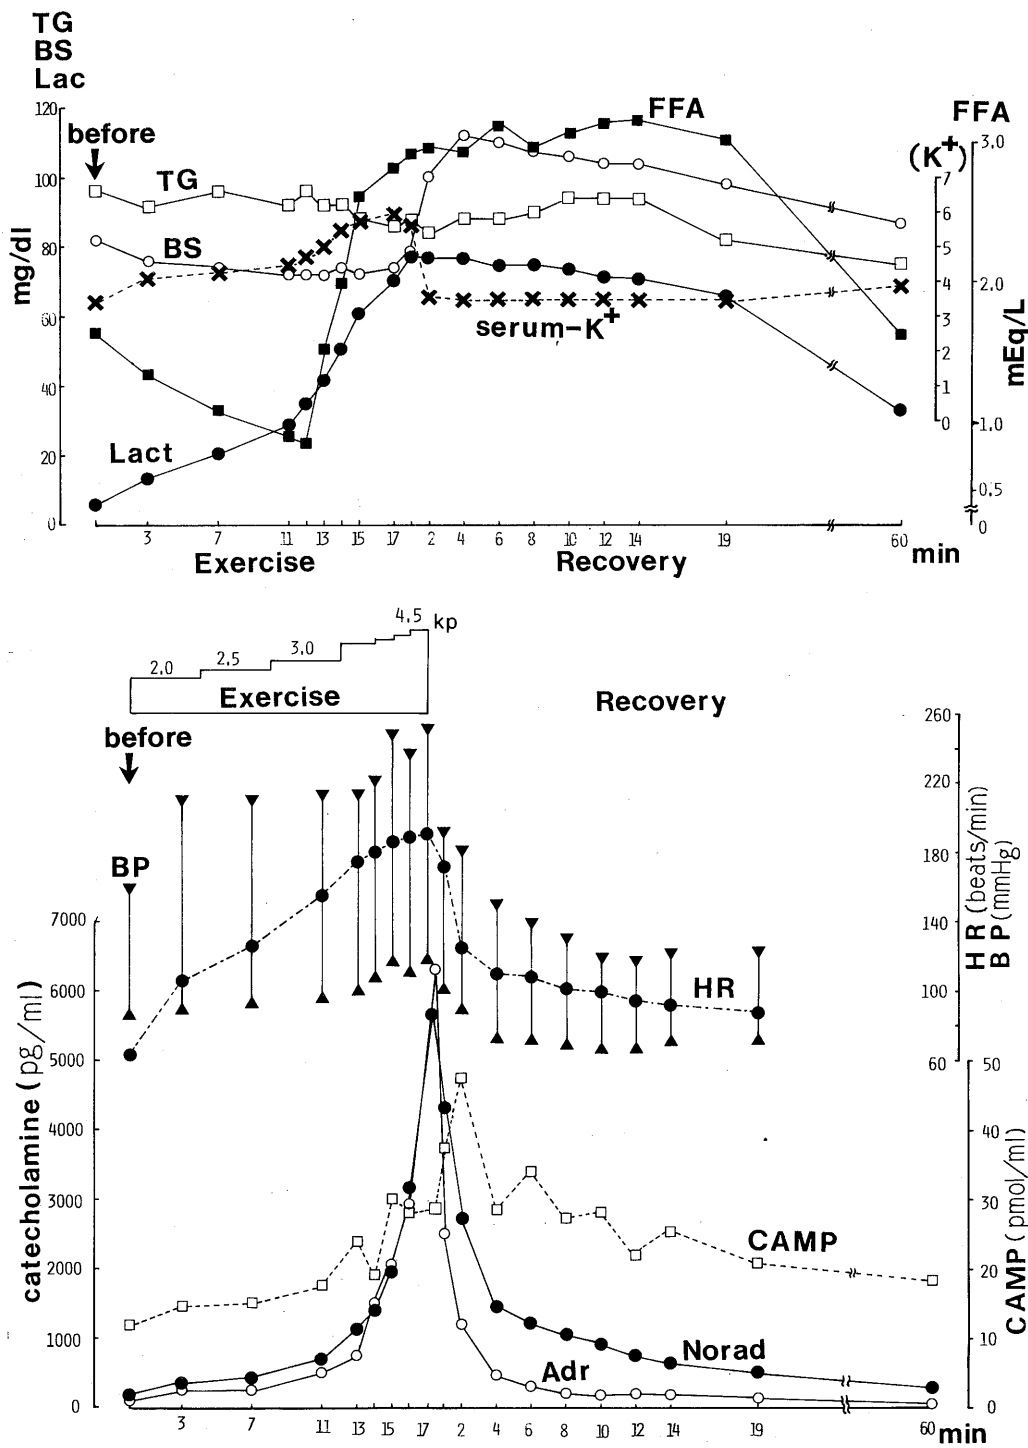 TG
BS
Lac
FFA
(K+)
before
FFA
TG
BS
serum-K+
Lact
mg/dl
mEq/L
120
100
80
60
40
20
0
7
6
5
4
3
2
1
0
3.0
2.0
1.0
0.5
0
3 7 11 13 15 17 2 4 6 8 10 12 14 19 60 min
Exercise Recovery
2.0 2.5 3.0 4.5 kp
Exercise Recovery
before
BP
HR
CAMP
Norad
Adr
catecholamine (pg/ml)
7000
6000
5000
4000
3000
2000
1000
0
HR (beats/min)
BP (mmHg)
260
220
180
140
100
60
CAMP (pmol/ml)
50
40
30
20
10
0
3 7 11 13 15 17 2 4 6 8 10 12 14 19 60 min